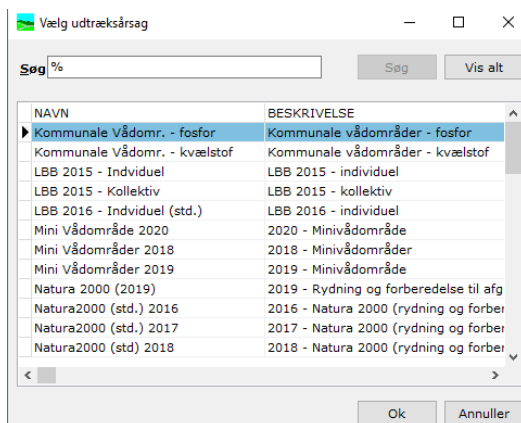 Vælg udtræksårsag
Søg % Søg Vis alt
NAVN BESKRIVELSE
Kommunale Vådomr. - fosfor Kommunale vådområder - fosfor
Kommunale Vådomr. - kvælstof Kommunale vådområder - kvælstof
LBB 2015 - Indviduel LBB 2015 - individuel
LBB 2015 - Kollektiv LBB 2015 - kollektiv
LBB 2016 - Indviduel (std.) LBB 2016 - individuel
Mini Vådområde 2020 2020 - Minivådområde
Mini Vådområder 2018 2018 - Minivådområder
Mini Vådområder 2019 2019 - Minivådområde
Natura 2000 (2019) 2019 - Rydning og forberedelse til afg
Natura2000 (std.) 2016 2016 - Natura 2000 (rydning og forber
Natura2000 (std.) 2017 2017 - Natura 2000 (rydning og forber
Natura2000 (std) 2018 2018 - Natura 2000 (rydning og forber
Ok Annuller